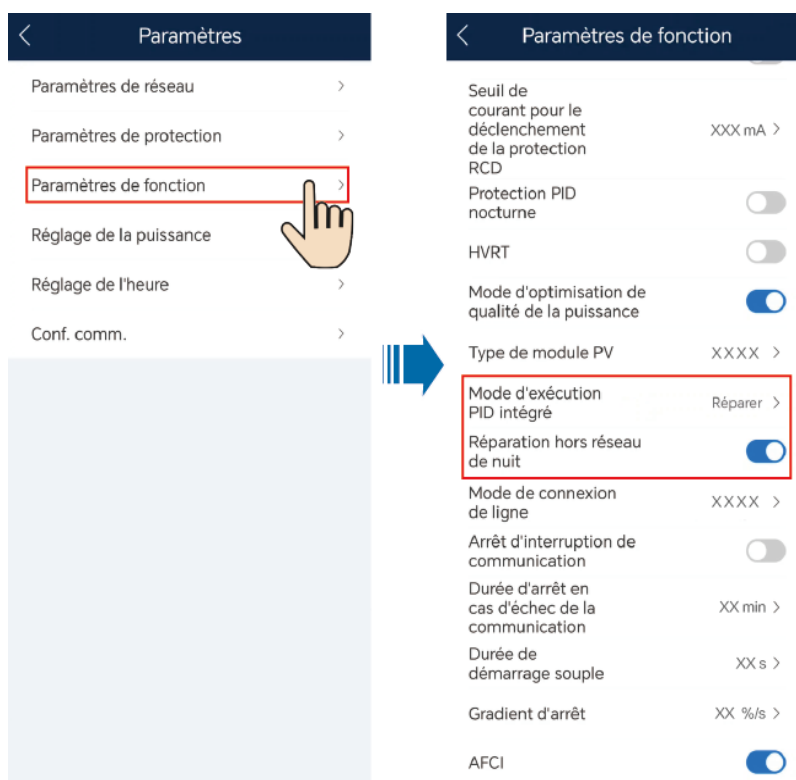 Paramètres
Paramètres de réseau
Paramètres de protection
Paramètres de fonction
Réglage de la puissance
Réglage de l'heure
Conf. comm.
Paramètres de fonction
Seuil de
courant pour le
déclenchement
de la protection
RCD
XXX mA
Protection PID
nocturne
HVRT
Mode d'optimisation de
qualité de la puissance
Type de module PV
XXXX
Mode d'exécution
PID intégré
Réparer
Réparation hors réseau
de nuit
Mode de connexion
de ligne
XXXX
Arrêt d'interruption de
communication
Durée d'arrêt en
cas d'échec de la
communication
XX min
Durée de
démarrage souple
XX s
Gradient d'arrêt
XX %/s
AFCI